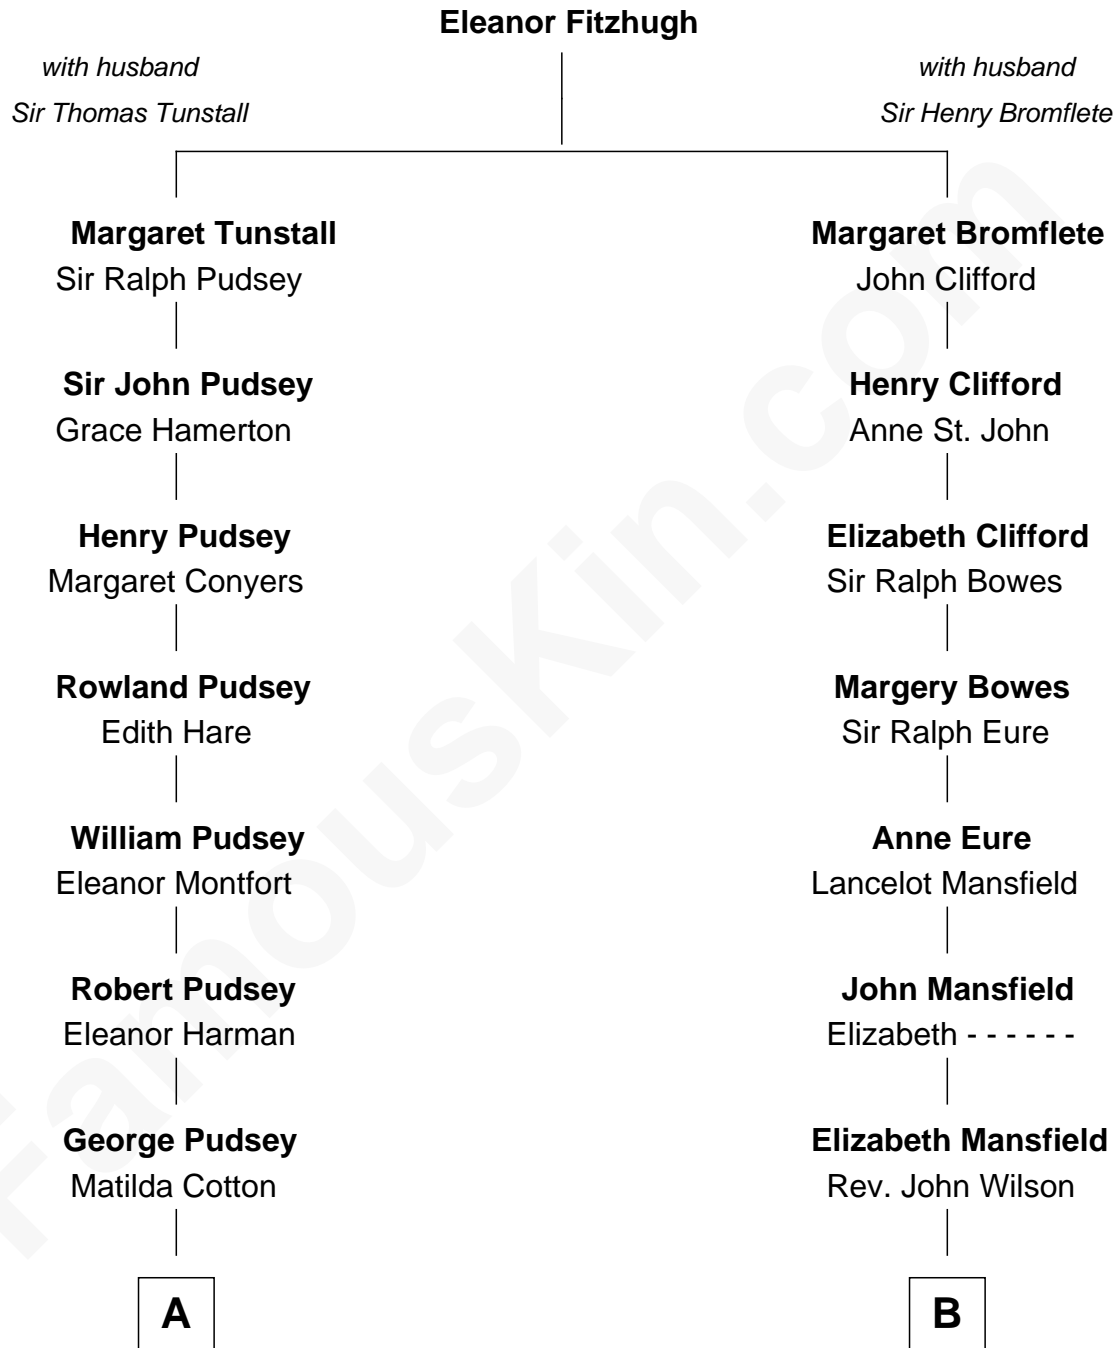 Eleanor Fitzhugh
with husband
Sir Thomas Tunstall
with husband
Sir Henry Bromflete
Margaret Tunstall
Sir Ralph Pudsey
Margaret Bromflete
John Clifford
Sir John Pudsey
Grace Hamerton
Henry Clifford
Anne St. John
Henry Pudsey
Margaret Conyers
Elizabeth Clifford
Sir Ralph Bowes
Rowland Pudsey
Edith Hare
Margery Bowes
Sir Ralph Eure
William Pudsey
Eleanor Montfort
Anne Eure
Lancelot Mansfield
Robert Pudsey
Eleanor Harman
John Mansfield
Elizabeth - - - - - -
George Pudsey
Matilda Cotton
Elizabeth Mansfield
Rev. John Wilson
A
B
FamousKin.com